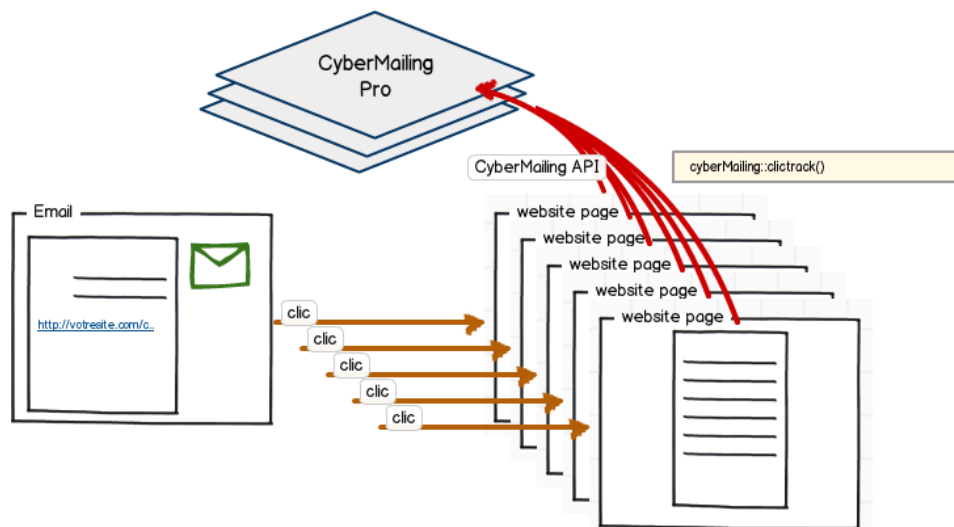 CyberMailing
Pro
CyberMailing API
cyberMailing::clictrack()
Email
http://votresite.com/c..
clic
clic
clic
clic
clic
website page
website page
website page
website page
website page